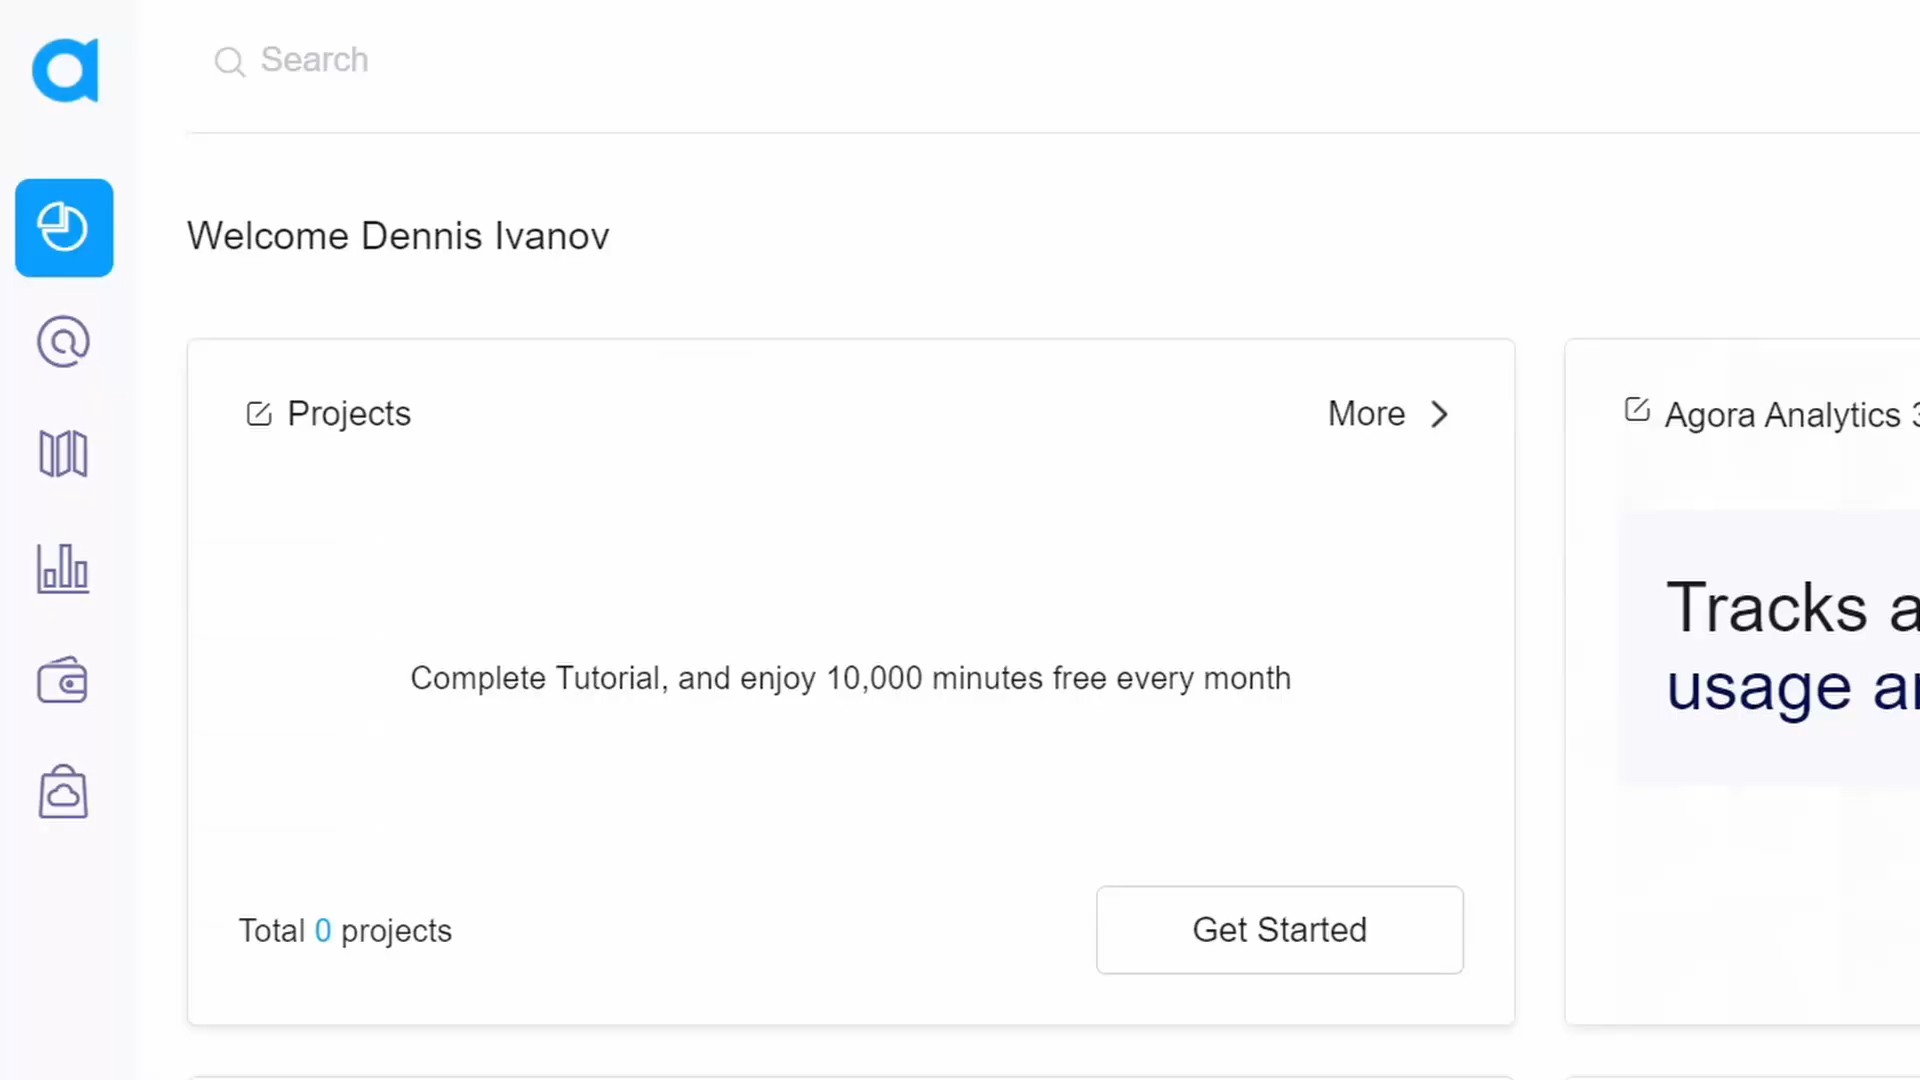 Search
Welcome Dennis Ivanov
Projects
More
Agora Analytics
Tracks
usage
Complete Tutorial, and enjoy 10,000 minutes free every month
Total 0 projects
Get Started